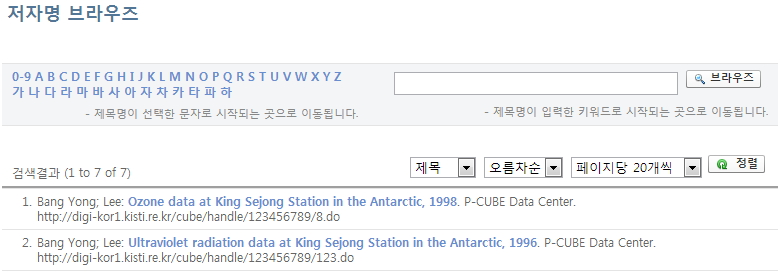 저자명 브라우즈
0-9 A B C D E F G H I J K L M N O P Q R S T U V W X Y Z
가 나 다 라 마 바 사 아 자 차 카 타 파 하
브라우즈
- 제목명이 선택한 문자로 시작되는 곳으로 이동됩니다.
- 제목명이 입력한 키워드로 시작되는 곳으로 이동됩니다.
검색결과 (1 to 7 of 7)
제목 오름차순 페이지당 20개씩 정렬
1. Bang Yong; Lee: Ozone data at King Sejong Station in the Antarctic, 1998. P-CUBE Data Center.
http://digi-kor1.kisti.re.kr/cube/handle/123456789/8.do
2. Bang Yong; Lee: Ultraviolet radiation data at King Sejong Station in the Antarctic, 1996. P-CUBE Data Center.
http://digi-kor1.kisti.re.kr/cube/handle/123456789/123.do